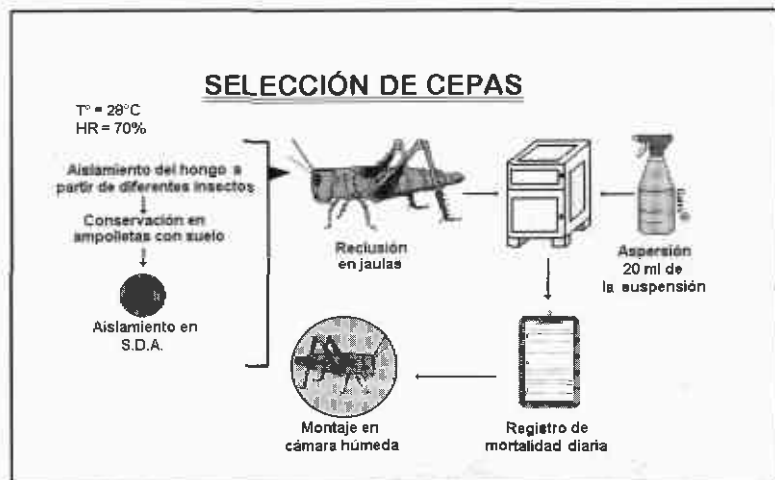 SELECCIÓN DE CEPAS
Tº = 28°C
HR = 70%
Aislamiento del hongo a
partir de diferentes insectos
Conservación en
ampolletas con suelo
Aislamiento en
S.D.A.
Reclusión
en jaulas
Aspersión
20 ml de
la suspensión
Registro de
mortalidad diaria
Montaje en
cámara húmeda